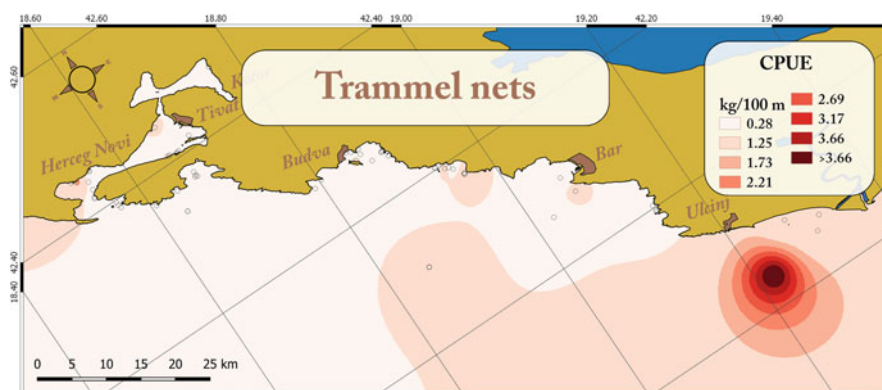 18.60 42.60 18.80 42.40 19.00 19.20 42.20 19.40
42.60
42.40
18.40
Trammel nets
Kotor
Tivat
Herceg Novi
Budva
Bar
Ulcinj
CPUE
kg/100 m
0.28
1.25
1.73
2.21
2.69
3.17
3.66
>3.66
0 5 10 15 20 25 km